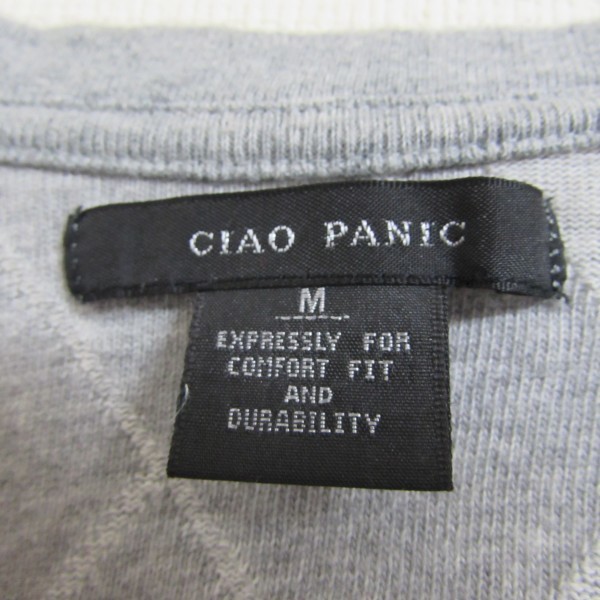 CIAO PANIC
M
EXPRESSLY FOR
COMFORT FIT
AND
DURABILITY